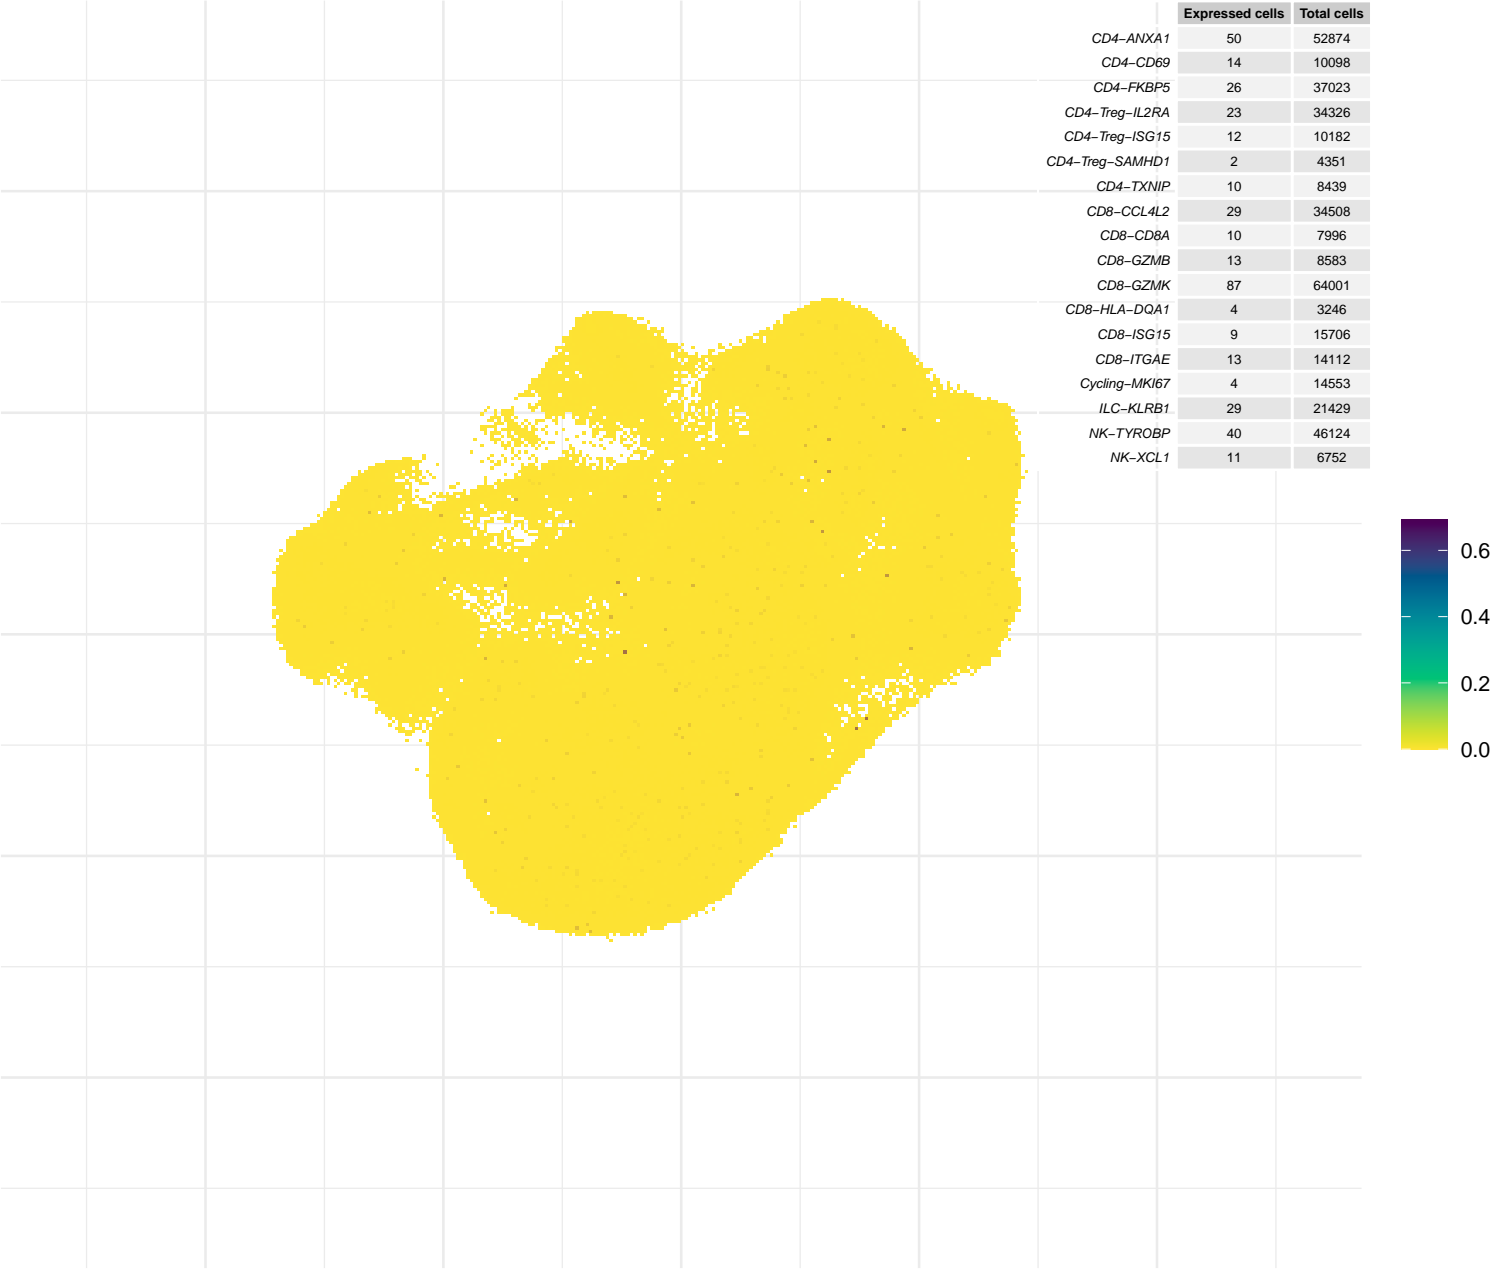 Expressed cells Total cells
CD4−ANXA1 50 52874
CD4−CD69 14 10098
CD4−FKBP5 26 37023
CD4−Treg−IL2RA 23 34326
CD4−Treg−ISG15 12 10182
CD4−Treg−SAMHD1 2 4351
CD4−TXNIP 10 8439
CD8−CCL4L2 29 34508
CD8−CD8A 10 7996
CD8−GZMB 13 8583
CD8−GZMK 87 64001
CD8−HLA−DQA1 4 3246
CD8−ISG15 9 15706
CD8−ITGAE 13 14112
Cycling−MKI67 4 14553
ILC−KLRB1 29 21429
NK−TYROBP 40 46124
NK−XCL1 11 6752
0.6
0.4
0.2
0.0